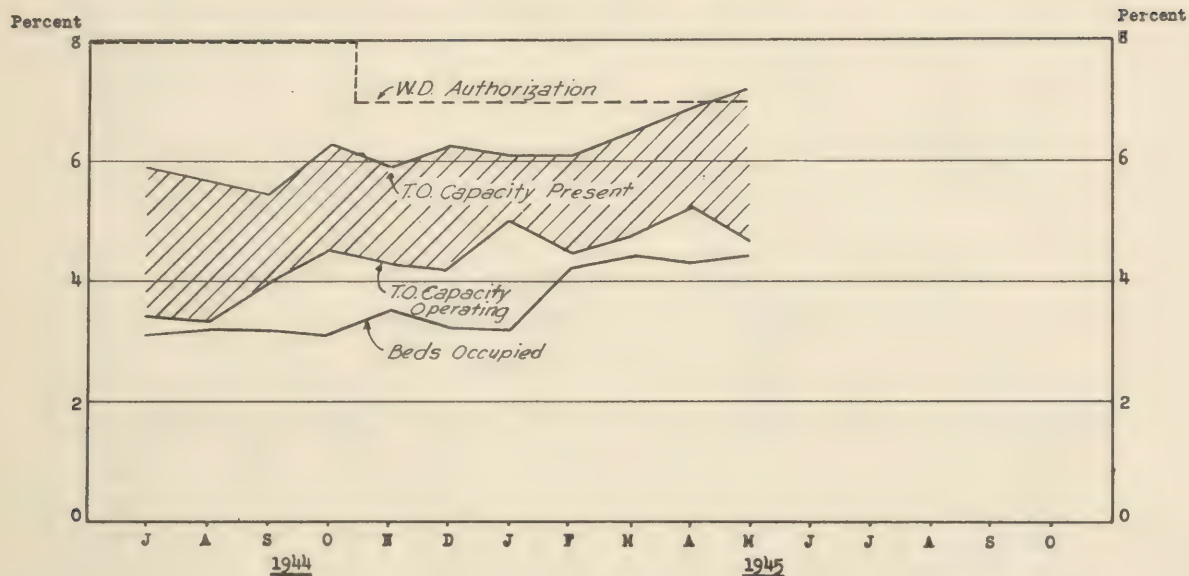 Percent Percent
8 8
W.D. Authorization
6 6
T.O. Capacity Present
4 4
T.O. Capacity
Operating
Beds Occupied
2 2
0 0
J A S O N D J F M A M J J A S O
1944 1945